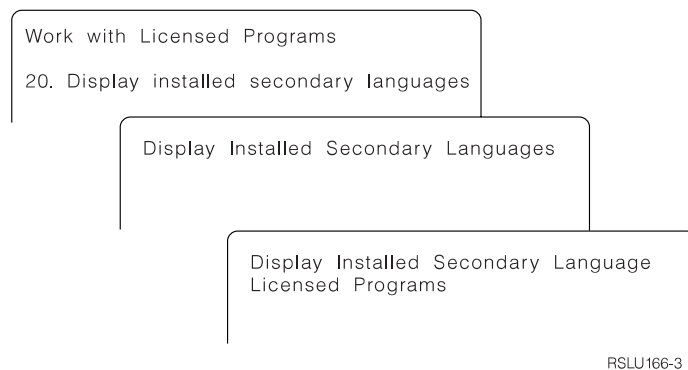 Work with Licensed Programs
20. Display installed secondary languages
Display Installed Secondary Languages
Display Installed Secondary Language
Licensed Programs
RSLU166-3